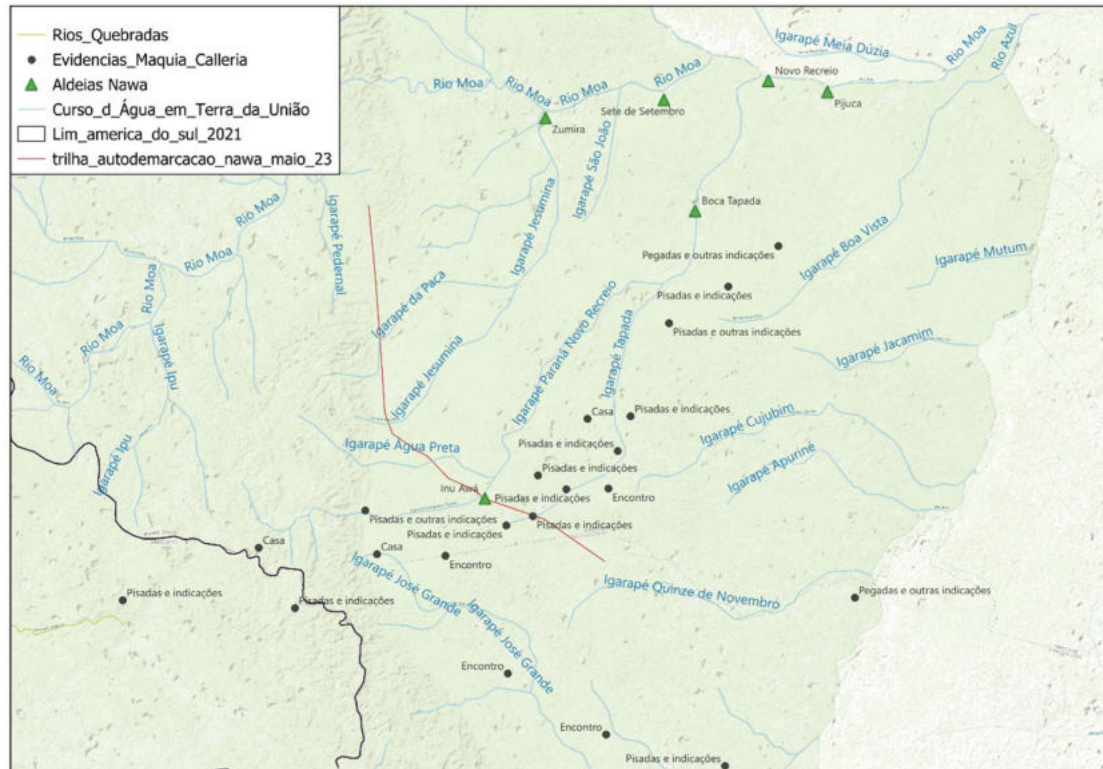 Rios_Quebradas
Evidencias_Maquia_Calleria
Aldeias Nawa
Curso_d_Água_em_Terra_da_União
Lim_america_do_sul_2021
trilha_autodemarcacao_nawa_maio_23
Igarapé Meia Dúzia
Rio Moa
Rio Azul
Rio Moa
Rio Moa
Rio Moa
Rio Moa
Novo Recreio
Pijuca
Sete de Setembro
Zumira
Igarapé São João
Igarapé Pedernal
Rio Moa
Rio Moa
Rio Moa
Rio Moa
Rio Moa
Igarapé Jesumina
Boca Tapada
Igarapé Boa Vista
Igarapé Mutum
Pegadas e outras indicações
Pisadas e indicações
Pisadas e outras indicações
Igarapé da Paca
Igarapé Ipu
Igarapé Jesumina
Igarapé Paraná Novo Recreio
Igarapé Tapada
Igarapé Jacamim
Casa
Pisadas e indicações
Igarapé Cujubim
Igarapé Água Preta
Pisadas e indicações
Igarapé Ipu
Pisadas e indicações
Igarapé Apurinê
Inu Awá
Pisadas e indicações
Encontro
Pisadas e outras indicações
Pisadas e indicações
Pisadas e indicações
Casa
Casa
Encontro
Igarapé José Grande
Igarapé Quinze de Novembro
Pegadas e outras indicações
Pisadas e indicações
Pisadas e indicações
Igarapé José Grande
Encontro
Encontro
Pisadas e indicações